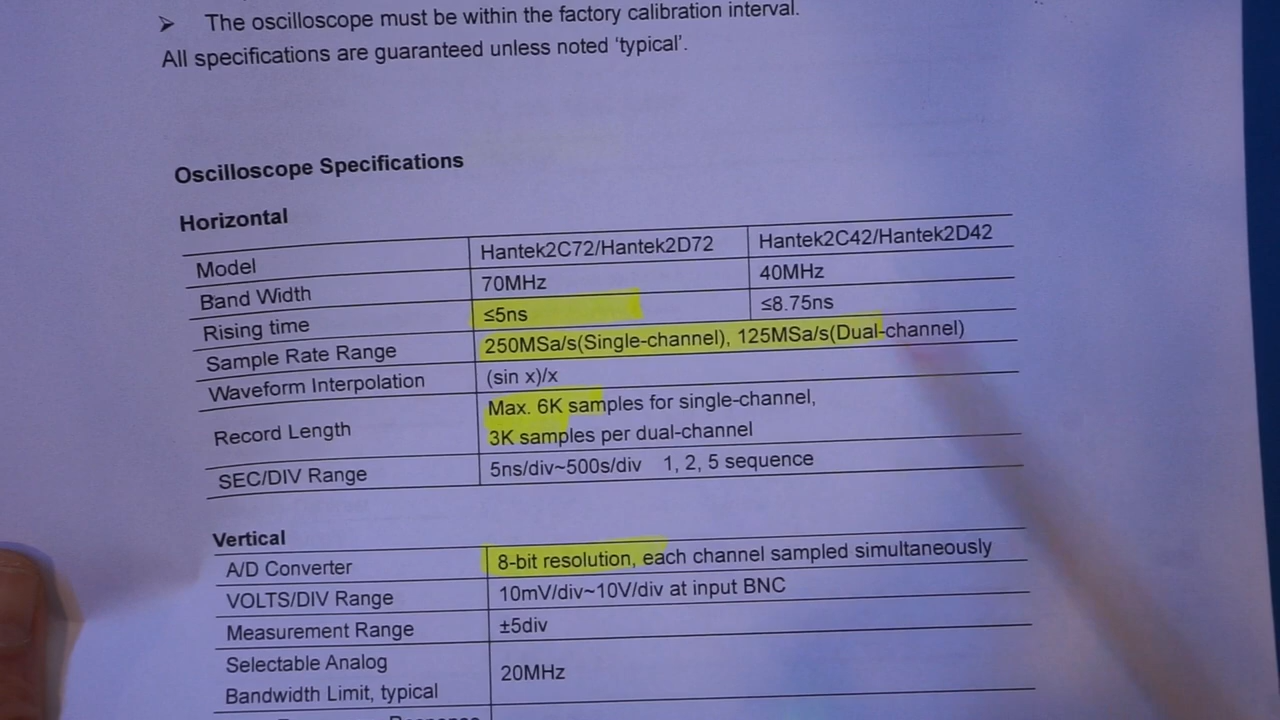 ➢ The oscilloscope must be within the factory calibration interval.
All specifications are guaranteed unless noted ‘typical’.
Oscilloscope Specifications
Horizontal
Model Hantek2C72/Hantek2D72 Hantek2C42/Hantek2D42
Band Width 70MHz 40MHz
Rising time ≤5ns ≤8.75ns
Sample Rate Range 250MSa/s(Single-channel), 125MSa/s(Dual-channel)
Waveform Interpolation (sin x)/x
Record Length Max. 6K samples for single-channel,
3K samples per dual-channel
SEC/DIV Range 5ns/div~500s/div 1, 2, 5 sequence
Vertical
A/D Converter 8-bit resolution, each channel sampled simultaneously
VOLTS/DIV Range 10mV/div~10V/div at input BNC
Measurement Range ±5div
Selectable Analog
Bandwidth Limit, typical 20MHz